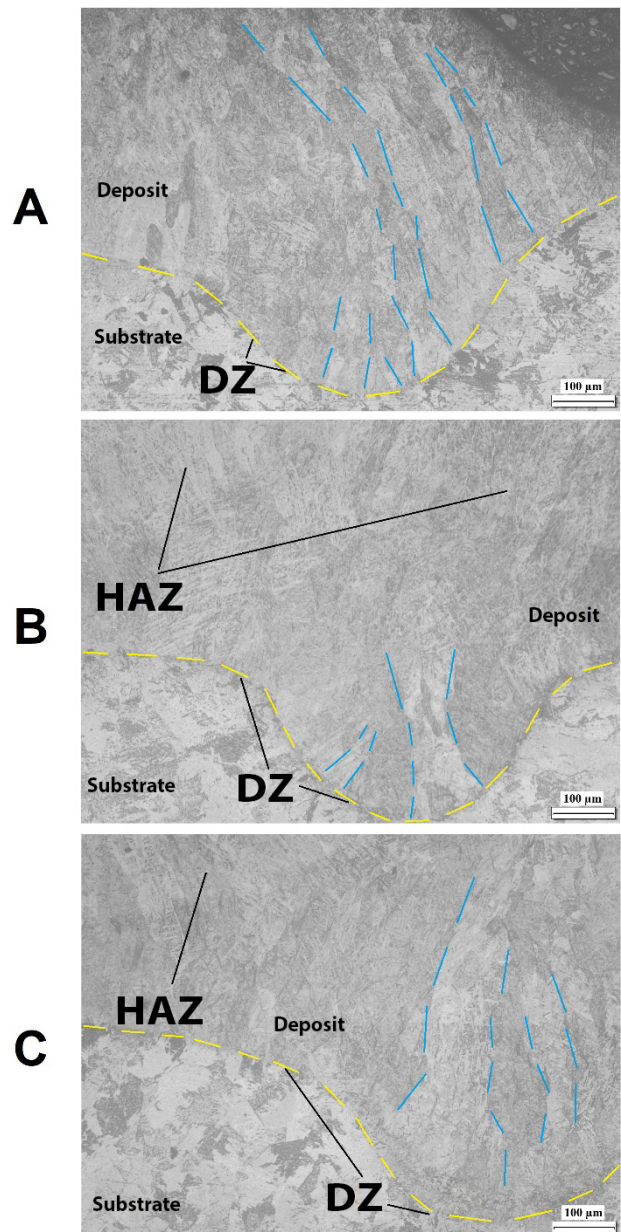 A
Deposit
Substrate
DZ
100 µm
B
HAZ
Deposit
Substrate
DZ
100 µm
C
HAZ
Deposit
Substrate
DZ
100 µm